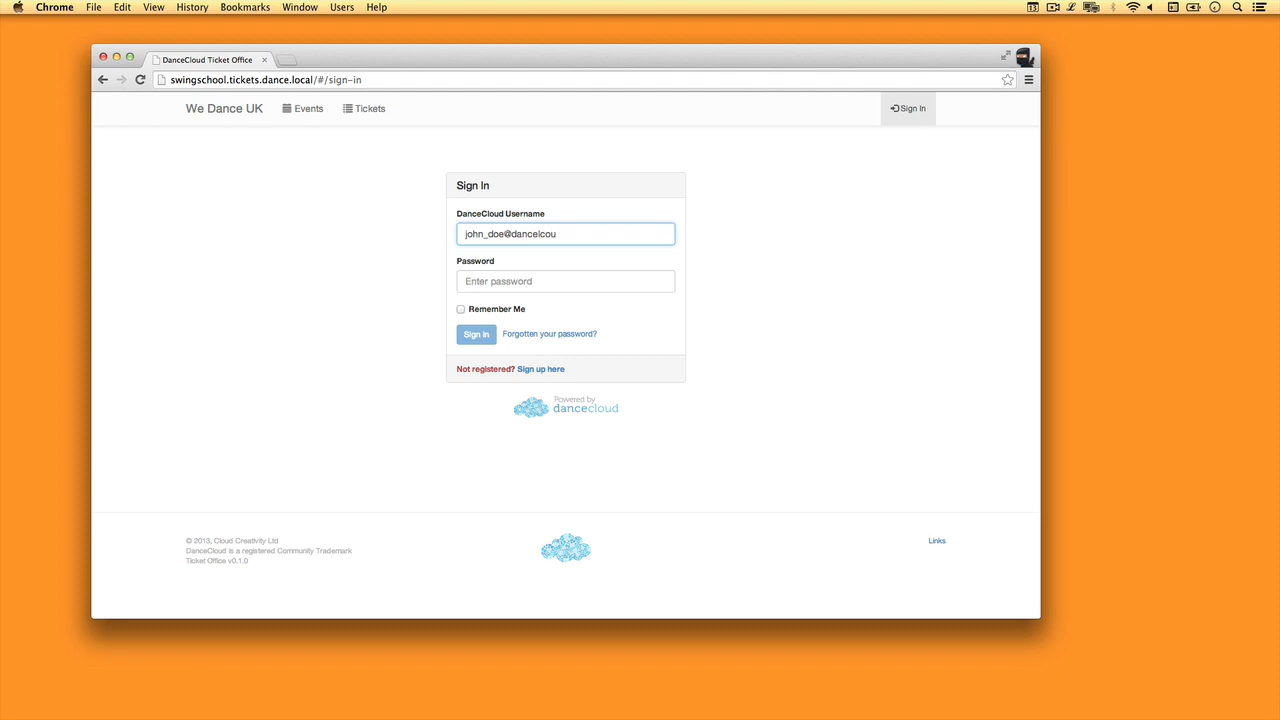 Chrome File Edit View History Bookmarks Window Users Help
DanceCloud Ticket Office
swingschool.tickets.dance.local/#/sign-in
We Dance UK Events Tickets Sign In
Sign In
DanceCloud Username
john_doe@dancelcou
Password
Enter password
Remember Me
Sign In Forgotten your password?
Not registered? Sign up here
Powered by
dancecloud
© 2013, Cloud Creativity Ltd
DanceCloud is a registered Community Trademark
Ticket Office v0.1.0
Links